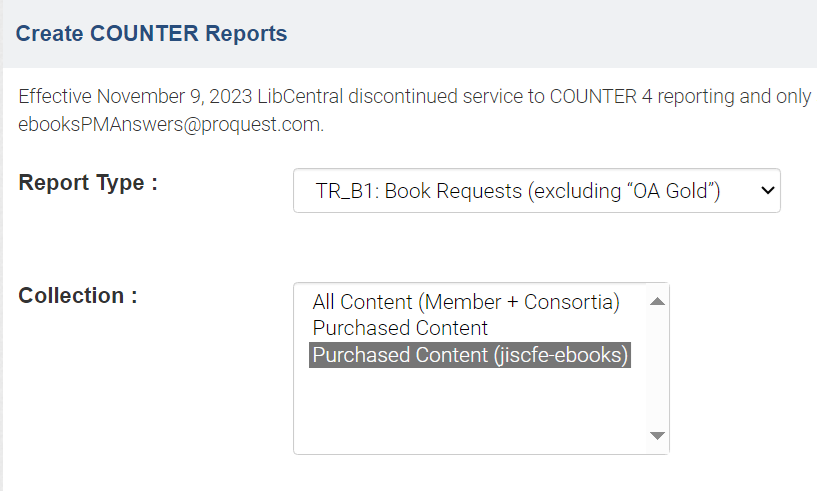 Create COUNTER Reports
Effective November 9, 2023 LibCentral discontinued service to COUNTER 4 reporting and only
ebooksPMAnswers@proquest.com.
Report Type :
TR_B1: Book Requests (excluding “OA Gold”)
Collection :
All Content (Member + Consortia)
Purchased Content
Purchased Content (jiscfe-ebooks)